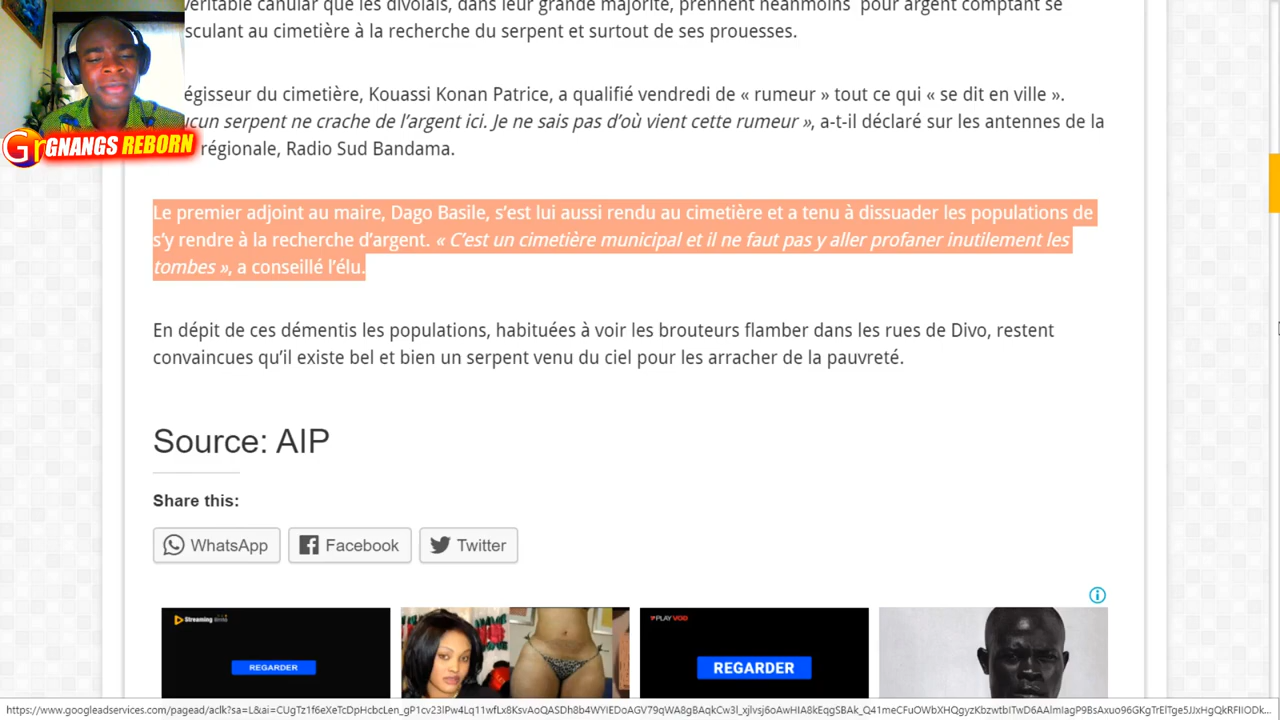 véritable canular que les divolais, dans leur grande majorité, prennent néanmoins pour argent comptant se
sculant au cimetière à la recherche du serpent et surtout de ses prouesses.
égisseur du cimetière, Kouassi Konan Patrice, a qualifié vendredi de « rumeur » tout ce qui « se dit en ville ».
ucun serpent ne crache de l'argent ici. Je ne sais pas d'où vient cette rumeur », a-t-il déclaré sur les antennes de la
régionale, Radio Sud Bandama.
Gr GNANGS REBORN
Le premier adjoint au maire, Dago Basile, s'est lui aussi rendu au cimetière et a tenu à dissuader les populations de
s'y rendre à la recherche d'argent. « C'est un cimetière municipal et il ne faut pas y aller profaner inutilement les
tombes », a conseillé l'élu.
En dépit de ces démentis les populations, habituées à voir les brouteurs flamber dans les rues de Divo, restent
convaincues qu'il existe bel et bien un serpent venu du ciel pour les arracher de la pauvreté.
Source: AIP
Share this:
WhatsApp Facebook Twitter
Streaming divio
PLAYVOD
REGARDER
REGARDER